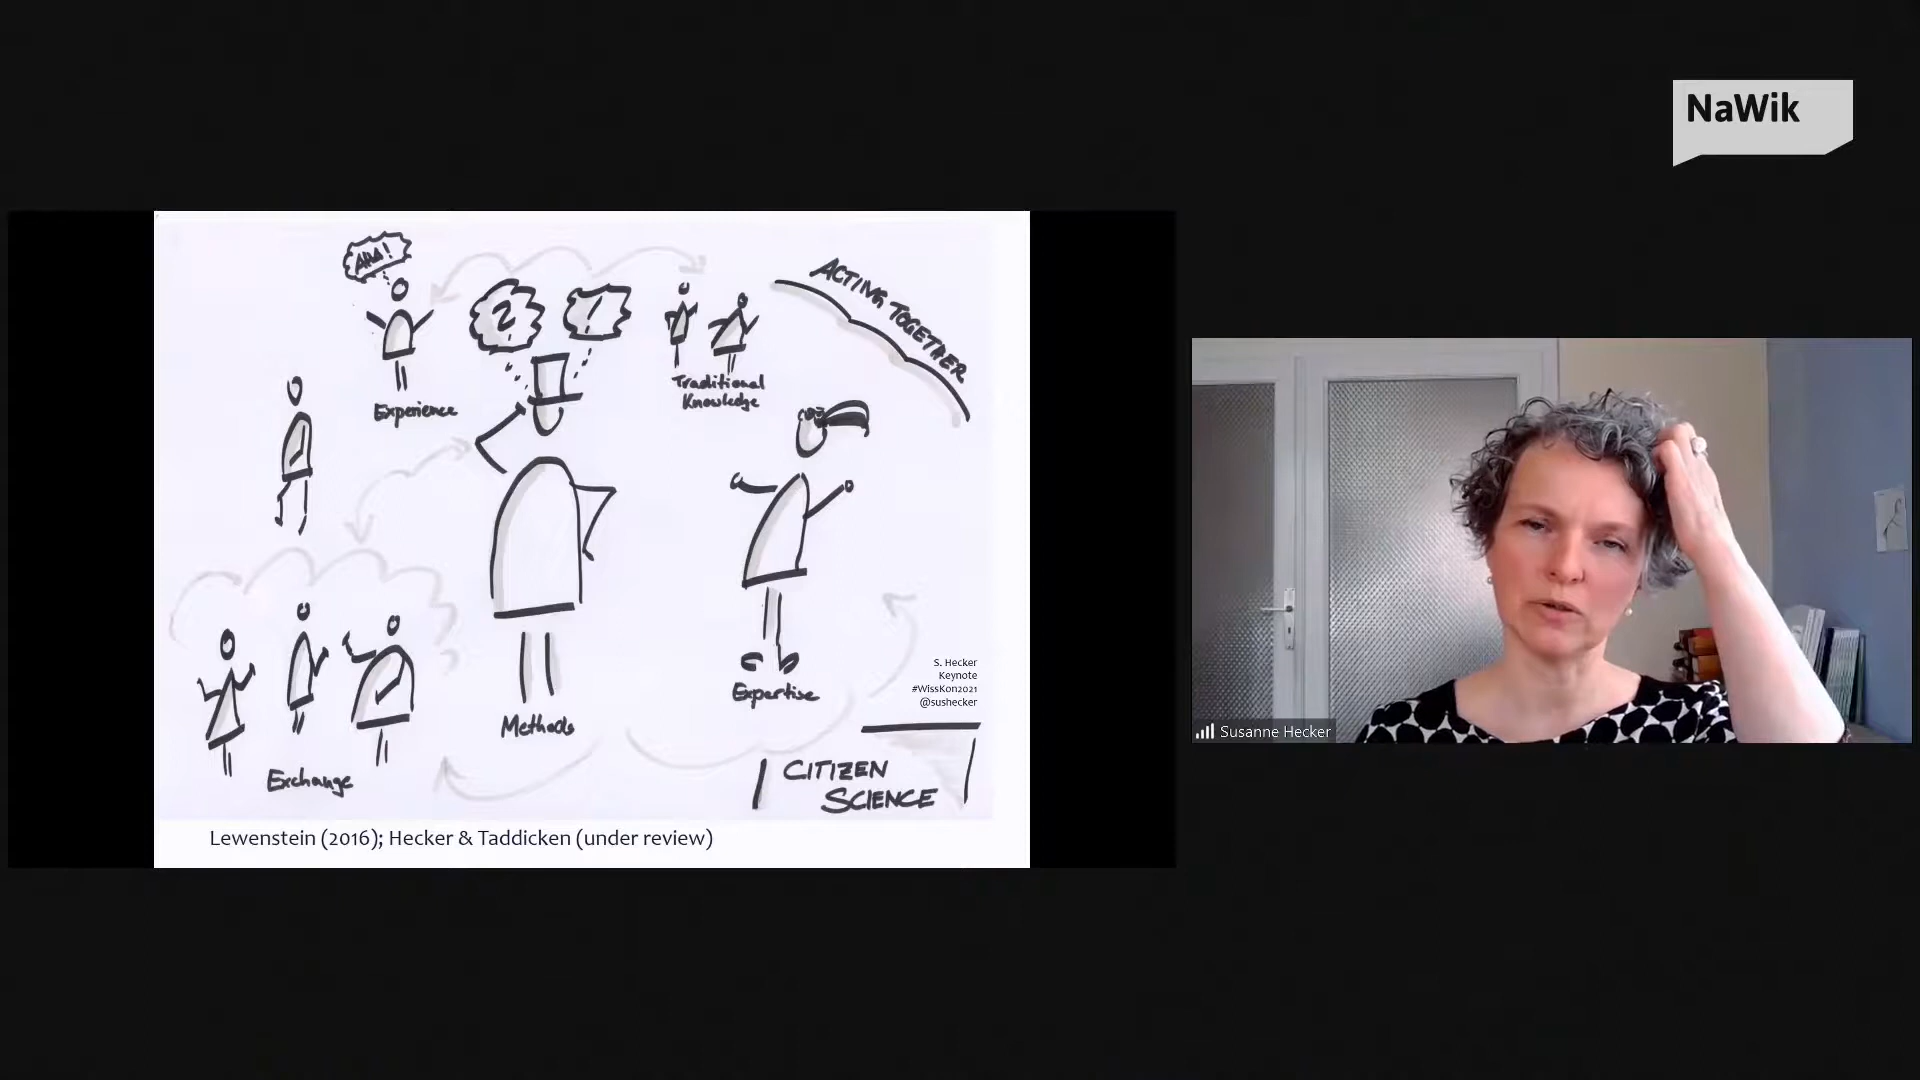 NaWik
AHA!
ACTING TOGETHER
Experience
Traditional
Knowledge
Expertise
Methods
Exchange
S. Hecker
Keynote
#WissKon2021
@sushecker
CITIZEN
SCIENCE
Lewenstein (2016); Hecker & Taddicken (under review)
Susanne Hecker